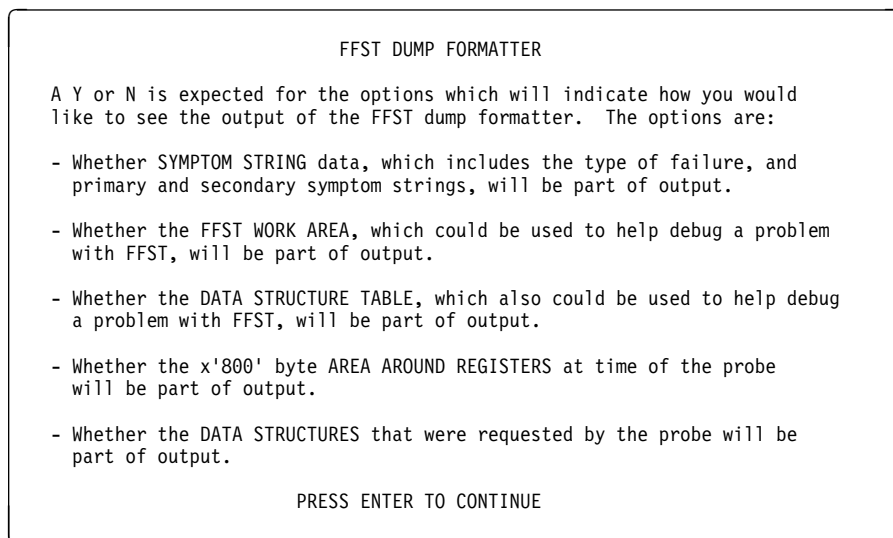 FFST DUMP FORMATTER
A Y or N is expected for the options which will indicate how you would
like to see the output of the FFST dump formatter. The options are:
- Whether SYMPTOM STRING data, which includes the type of failure, and
primary and secondary symptom strings, will be part of output.
- Whether the FFST WORK AREA, which could be used to help debug a problem
with FFST, will be part of output.
- Whether the DATA STRUCTURE TABLE, which also could be used to help debug
a problem with FFST, will be part of output.
- Whether the x'800' byte AREA AROUND REGISTERS at time of the probe
will be part of output.
- Whether the DATA STRUCTURES that were requested by the probe will be
part of output.
PRESS ENTER TO CONTINUE